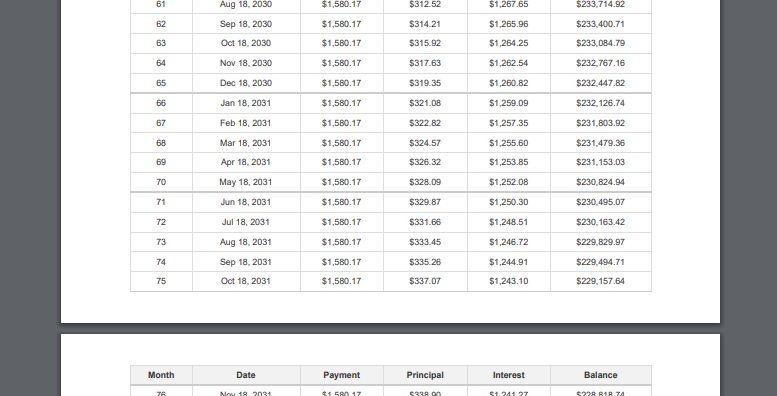 61 Aug 18, 2030 $1,580.17 $312.52 $1,267.65 $233,714.92
62 Sep 18, 2030 $1,580.17 $314.21 $1,265.96 $233,400.71
63 Oct 18, 2030 $1,580.17 $315.92 $1,264.25 $233,084.79
64 Nov 18, 2030 $1,580.17 $317.63 $1,262.54 $232,767.16
65 Dec 18, 2030 $1,580.17 $319.35 $1,260.82 $232,447.82
66 Jan 18, 2031 $1,580.17 $321.08 $1,259.09 $232,126.74
67 Feb 18, 2031 $1,580.17 $322.82 $1,257.35 $231,803.92
68 Mar 18, 2031 $1,580.17 $324.57 $1,255.60 $231,479.36
69 Apr 18, 2031 $1,580.17 $326.32 $1,253.85 $231,153.03
70 May 18, 2031 $1,580.17 $328.09 $1,252.08 $230,824.94
71 Jun 18, 2031 $1,580.17 $329.87 $1,250.30 $230,495.07
72 Jul 18, 2031 $1,580.17 $331.66 $1,248.51 $230,163.42
73 Aug 18, 2031 $1,580.17 $333.45 $1,246.72 $229,829.97
74 Sep 18, 2031 $1,580.17 $335.26 $1,244.91 $229,494.71
75 Oct 18, 2031 $1,580.17 $337.07 $1,243.10 $229,157.64
Month Date Payment Principal Interest Balance
76 Nov 18, 2031 $1,580.17 $338.90 $1,241.27 $228,818.74